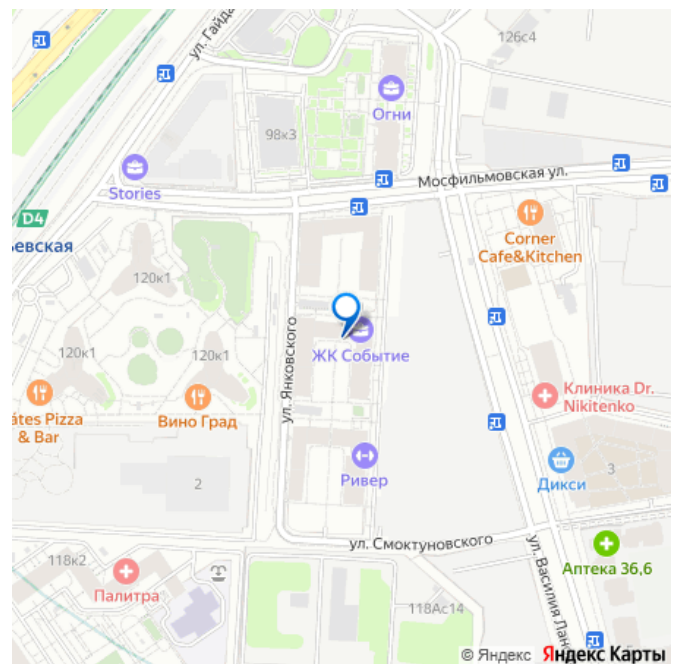 ул. Гайда
126с4
Огни
98к3
Stories
Мосфильмовская ул.
D4
ьевская
Corner
Cafe&Kitchen
120к1
ул. Янковского
ЖК Событие
120к1
120к1
Клиника Dr.
Nikitenko
átes Pizza
& Bar
Вино Град
Ривер
Дикси
3
2
ул. Смоктуновского
ул. Василия Лан
Аптека 36,6
118к2
Палитра
118Ас14
© Яндекс Яндекс Карты